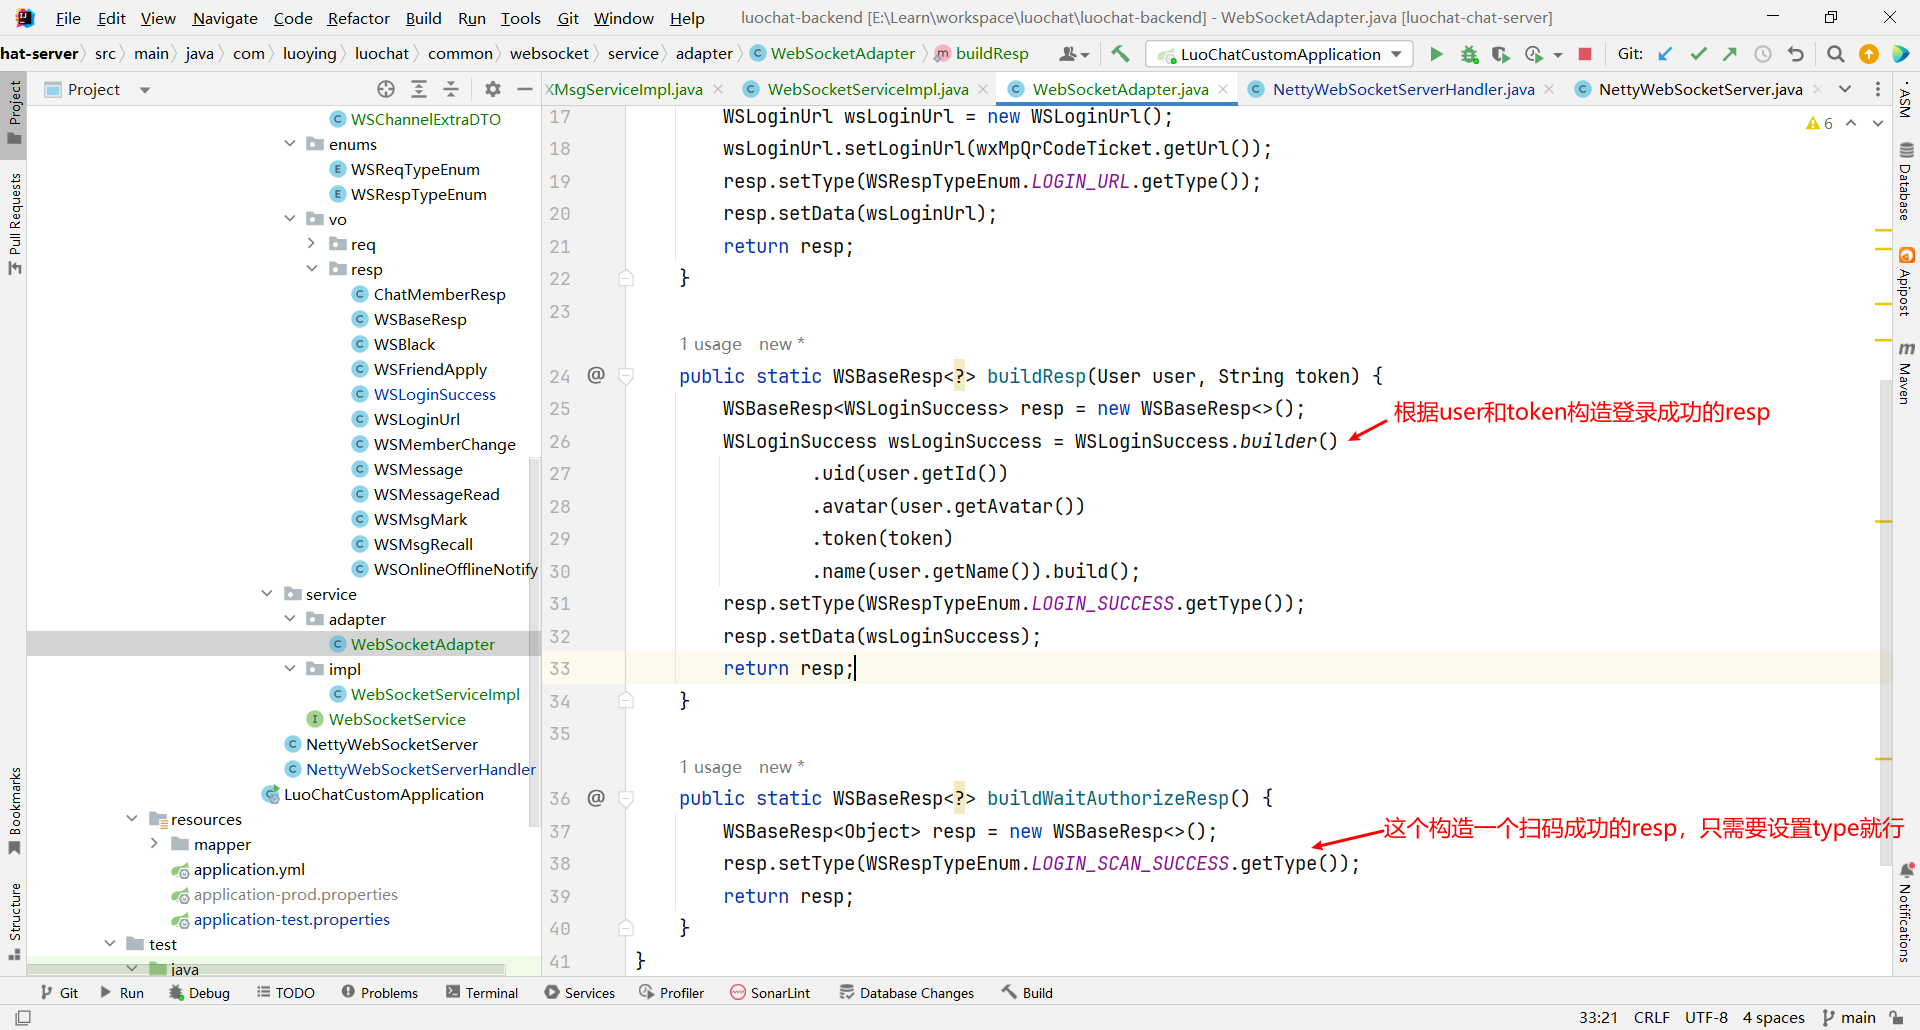 File Edit View Navigate Code Refactor Build Run Tools Git Window Help luochat-backend [E:\Learn\workspace\luochat\luochat-backend] - WebSocketAdapter.java [luochat-chat-server]
hat-server src main java com luoying luochat common websocket service adapter WebSocketAdapter buildResp LuoChatCustomApplication Git:
Project
XMsgServiceImpl.java WebSocketServiceImpl.java WebSocketAdapter.java NettyWebSocketServerHandler.java NettyWebSocketServer.java
Project
Pull Requests
Bookmarks
Structure
WSChannelExtraDTO
enums
WSReqTypeEnum
WSRespTypeEnum
vo
req
resp
ChatMemberResp
WSBaseResp
WSBlack
WSFriendApply
WSLoginSuccess
WSLoginUrl
WSMemberChange
WSMessage
WSMessageRead
WSMsgMark
WSMsgRecall
WSOnlineOfflineNotify
service
adapter
WebSocketAdapter
impl
WebSocketServiceImpl
WebSocketService
NettyWebSocketServer
NettyWebSocketServerHandler
LuoChatCustomApplication
resources
mapper
application.yml
application-prod.properties
application-test.properties
test
java
6
17 WSLoginUrl wsLoginUrl = new WSLoginUrl();
18 wsLoginUrl.setLoginUrl(wxMpQrCodeTicket.getUrl());
19 resp.setType(WSRespTypeEnum.LOGIN_URL.getType());
20 resp.setData(wsLoginUrl);
21 return resp;
22 }
23
1 usage new *
24 @ public static WSBaseResp<?> buildResp(User user, String token) {
25 WSBaseResp<WSLoginSuccess> resp = new WSBaseResp<>();
根据user和token构造登录成功的resp
26 WSLoginSuccess wsLoginSuccess = WSLoginSuccess.builder()
27 .uid(user.getId())
28 .avatar(user.getAvatar())
29 .token(token)
30 .name(user.getName()).build();
31 resp.setType(WSRespTypeEnum.LOGIN_SUCCESS.getType());
32 resp.setData(wsLoginSuccess);
33 return resp;
34 }
35
1 usage new *
36 @ public static WSBaseResp<?> buildWaitAuthorizeResp() {
37 WSBaseResp<Object> resp = new WSBaseResp<>();
这个构造一个扫码成功的resp，只需要设置type就行
38 resp.setType(WSRespTypeEnum.LOGIN_SCAN_SUCCESS.getType());
39 return resp;
40 }
41 }
ASM
Database
Apipost
m Maven
Notifications
Git Run Debug TODO Problems Terminal Services Profiler SonarLint Database Changes Build
33:21 CRLF UTF-8 4 spaces main